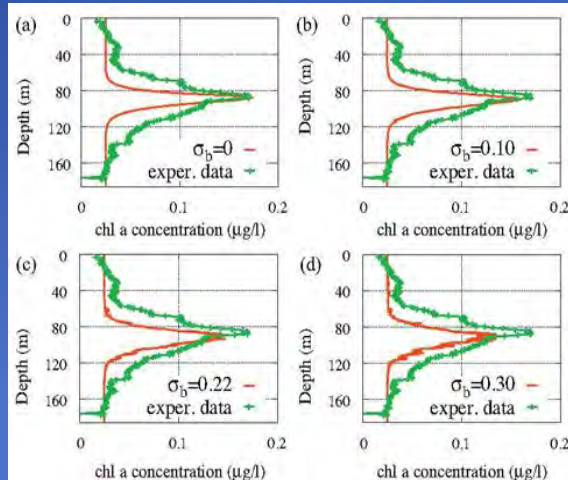 (a)
0
40
80
120
160
Depth (m)
σb=0
exper. data
0
0.1
0.2
chl a concentration (µg/l)
(b)
0
40
80
120
160
Depth (m)
σb=0.10
exper. data
0
0.1
0.2
chl a concentration (µg/l)
(c)
0
40
80
120
160
Depth (m)
σb=0.22
exper. data
0
0.1
0.2
chl a concentration (µg/l)
(d)
0
40
80
120
160
Depth (m)
σb=0.30
exper. data
0
0.1
0.2
chl a concentration (µg/l)